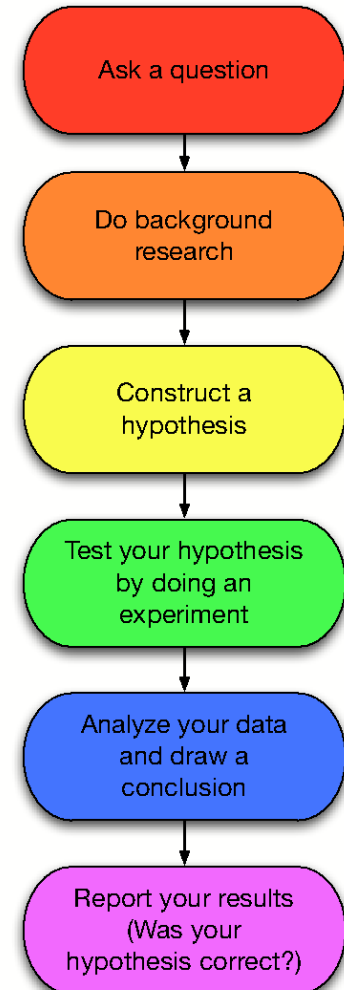 Ask a question
Do background
research
Construct a
hypothesis
Test your hypothesis
by doing an
experiment
Analyze your data
and draw a
conclusion
Report your results
(Was your
hypothesis correct?)